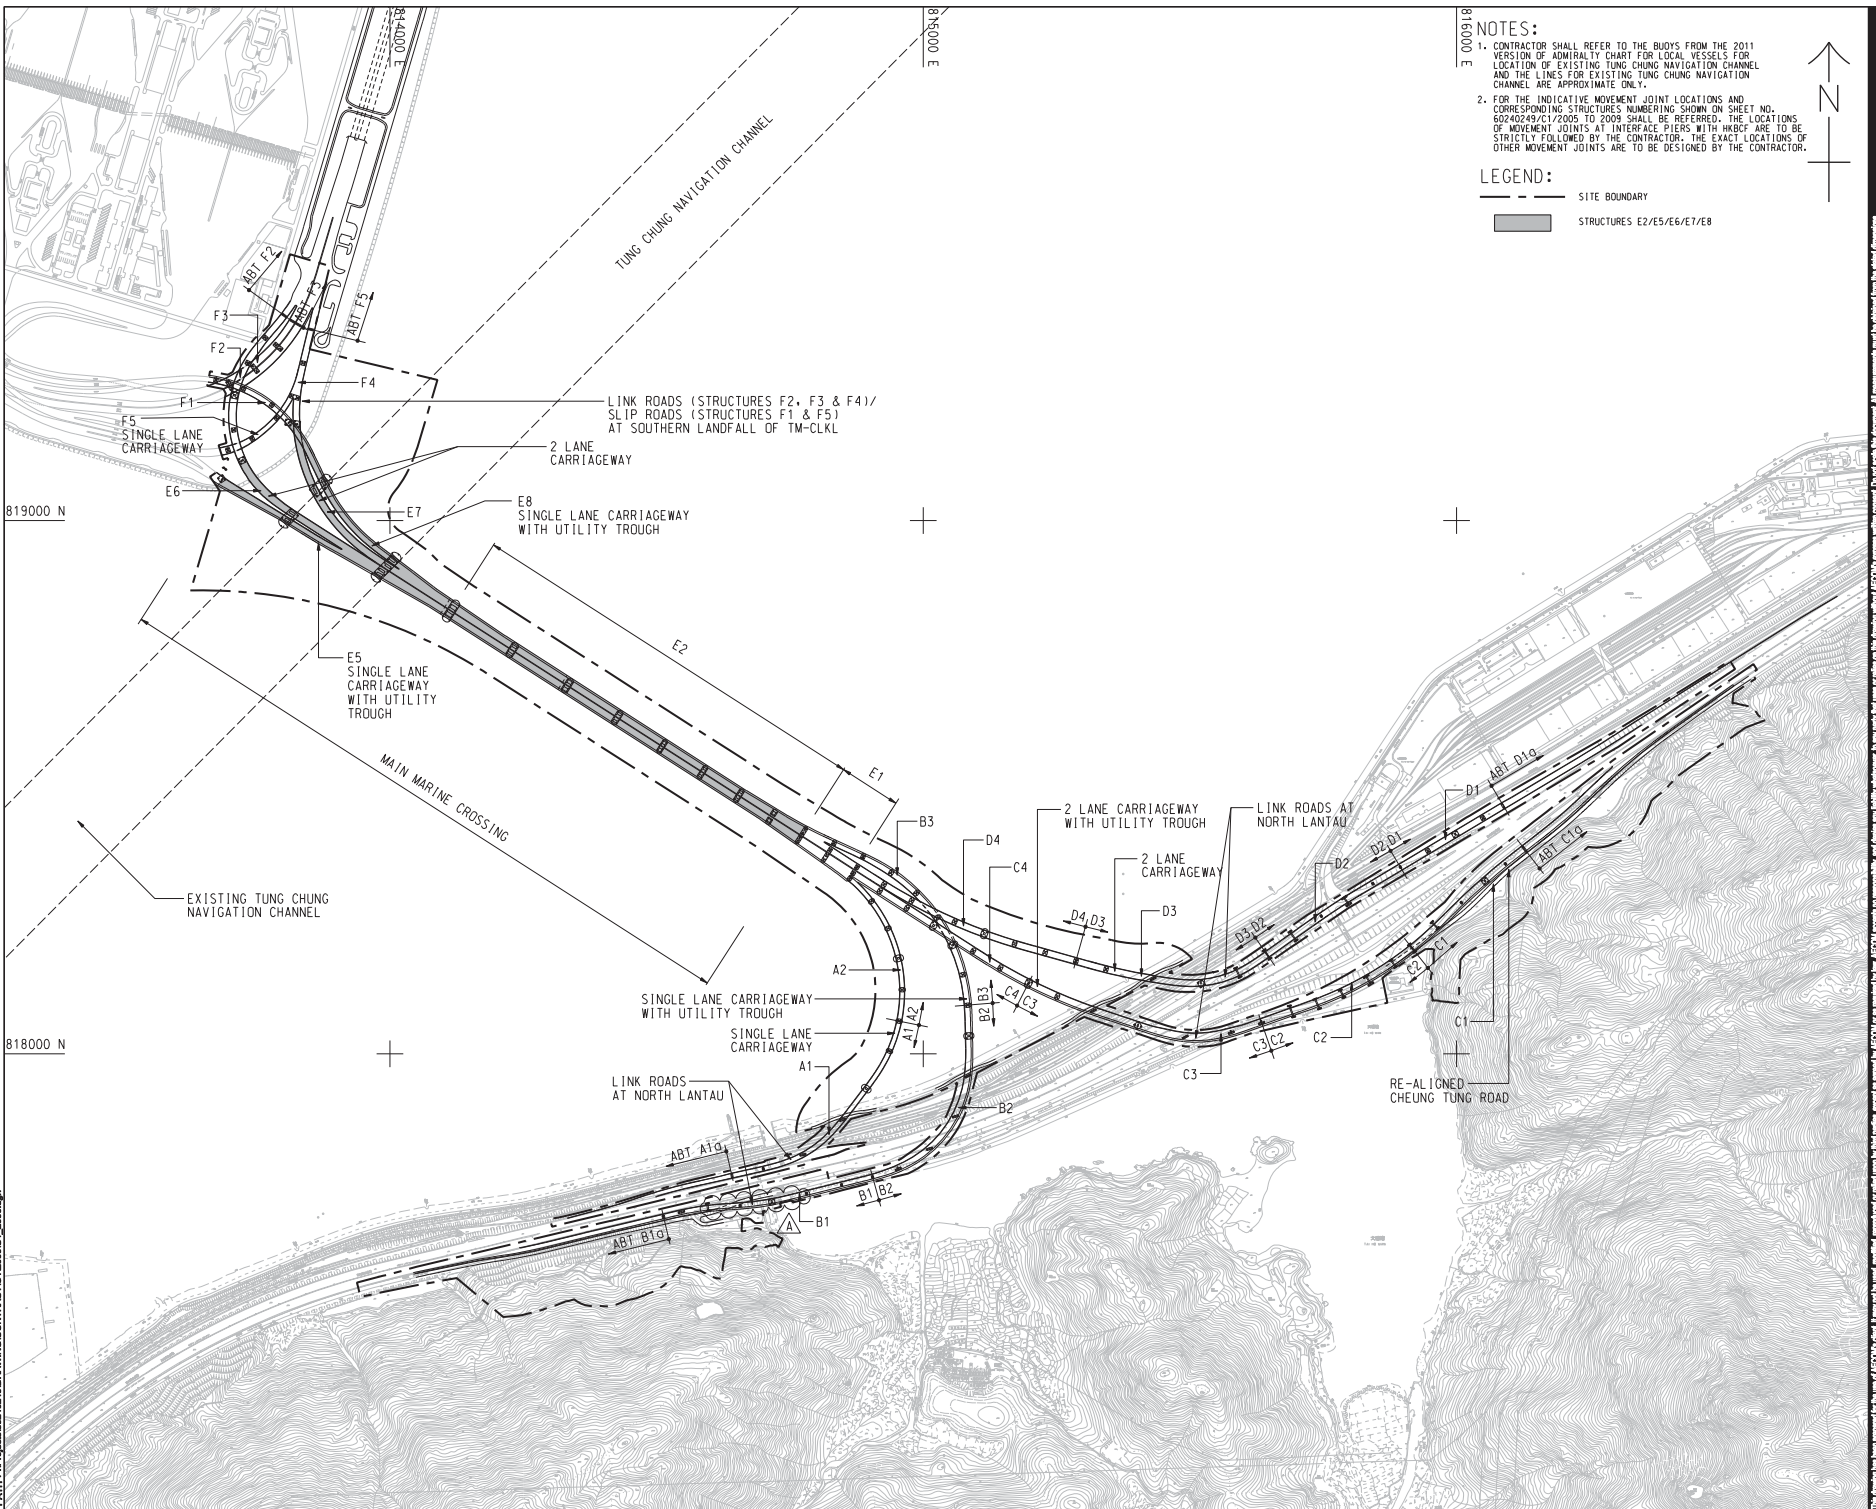 814000 E
815000 E
816000 E
NOTES:
1. CONTRACTOR SHALL REFER TO THE BUOYS FROM THE 2011
VERSION OF ADMIRALTY CHART FOR LOCAL VESSELS FOR
LOCATION OF EXISTING TUNG CHUNG NAVIGATION CHANNEL
AND THE LINES FOR EXISTING TUNG CHUNG NAVIGATION
CHANNEL ARE APPROXIMATE ONLY.
2. FOR THE INDICATIVE MOVEMENT JOINT LOCATIONS AND
CORRESPONDING STRUCTURES NUMBERING SHOWN ON SHEET NO.
60240249/C1/2005 TO 2009 SHALL BE REFERRED. THE LOCATIONS
OF MOVEMENT JOINTS AT INTERFACE PIERS WITH HKBCF ARE TO BE
STRICTLY FOLLOWED BY THE CONTRACTOR. THE EXACT LOCATIONS OF
OTHER MOVEMENT JOINTS ARE TO BE DESIGNED BY THE CONTRACTOR.
N
LEGEND:
SITE BOUNDARY
STRUCTURES E2/E5/E6/E7/E8
TUNG CHUNG NAVIGATION CHANNEL
ABT F2
ABT F3
ABT F5
F3
F2
F4
F1
F5
SINGLE LANE
CARRIAGEWAY
LINK ROADS (STRUCTURES F2, F3 & F4)/
SLIP ROADS (STRUCTURES F1 & F5)
AT SOUTHERN LANDFALL OF TM-CLKL
2 LANE
CARRIAGEWAY
E6
E7
E8
SINGLE LANE CARRIAGEWAY
WITH UTILITY TROUGH
819000 N
E2
E5
SINGLE LANE
CARRIAGEWAY
WITH UTILITY
TROUGH
MAIN MARINE CROSSING
E1
EXISTING TUNG CHUNG
NAVIGATION CHANNEL
B3
D4
C4
2 LANE CARRIAGEWAY
WITH UTILITY TROUGH
2 LANE
CARRIAGEWAY
LINK ROADS AT
NORTH LANTAU
ABT D1a
D1
D2 D1
D2
ABT C1a
D4 D3
D3
D3 D2
A2
SINGLE LANE CARRIAGEWAY
WITH UTILITY TROUGH
SINGLE LANE
CARRIAGEWAY
A1 A2
B2 B3
C4 C3
C2 C1
C1
C3 C2
C2
C3
818000 N
A1
LINK ROADS
AT NORTH LANTAU
B2
RE-ALIGNED
CHEUNG TUNG ROAD
ABT A1a
B1 B2
A
B1
ABT B1a